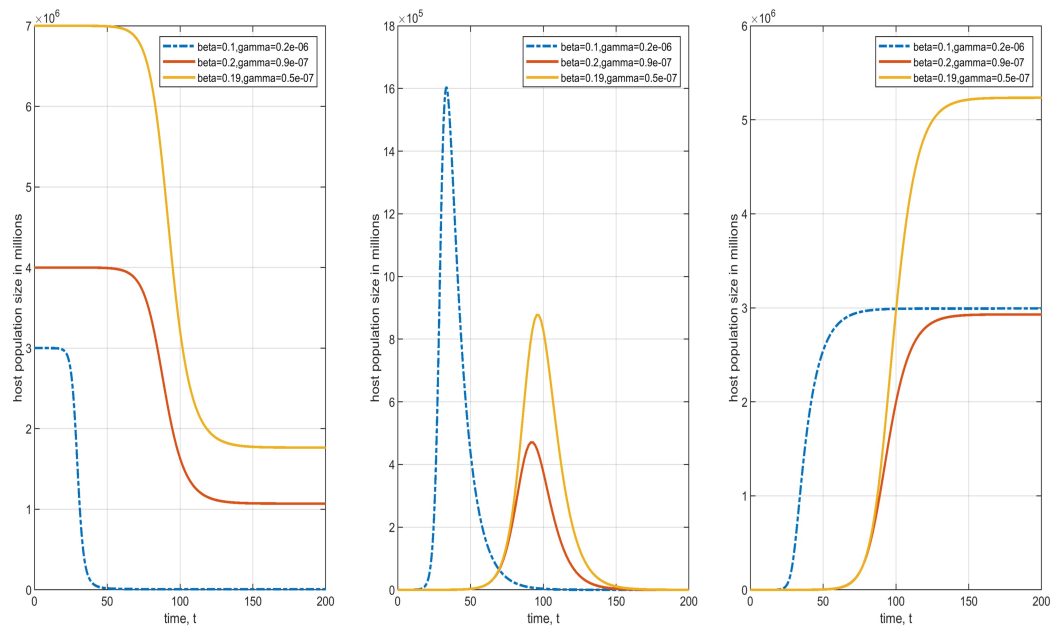 ×10^6
7
6
5
4
3
2
1
0
0
50
100
150
200
time, t
host population size in millions
beta=0.1,gamma=0.2e-06
beta=0.2,gamma=0.9e-07
beta=0.19,gamma=0.5e-07
×10^5
18
16
14
12
10
8
6
4
2
0
0
50
100
150
200
time, t
host population size in millions
beta=0.1,gamma=0.2e-06
beta=0.2,gamma=0.9e-07
beta=0.19,gamma=0.5e-07
×10^6
6
5
4
3
2
1
0
0
50
100
150
200
time, t
host population size in millions
beta=0.1,gamma=0.2e-06
beta=0.2,gamma=0.9e-07
beta=0.19,gamma=0.5e-07